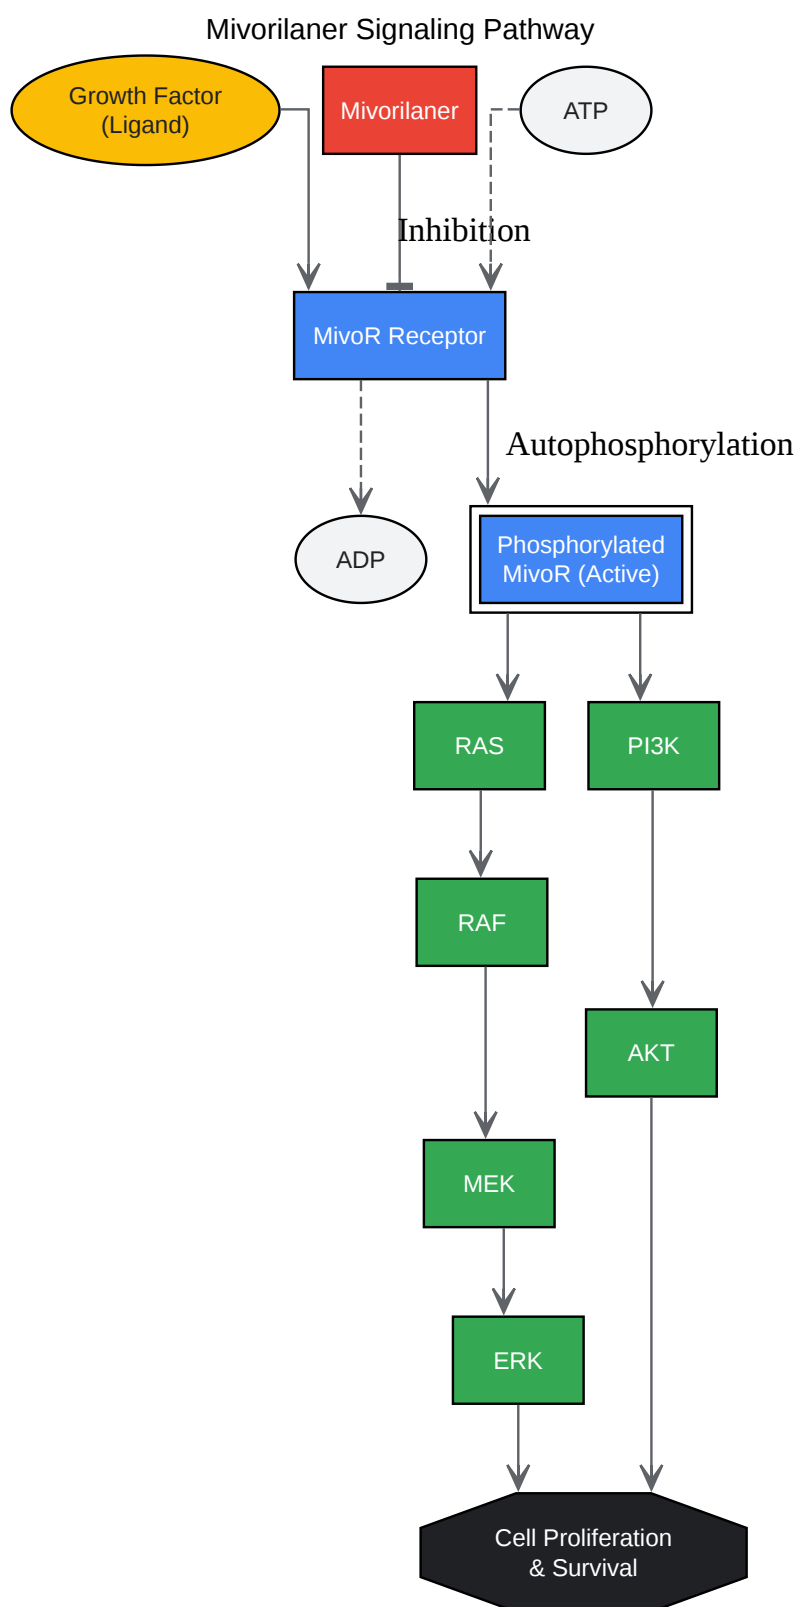 Mivorilaner Signaling Pathway
Growth Factor
(Ligand)
Mivorilaner
ATP
Inhibition
MivoR Receptor
Autophosphorylation
ADP
Phosphorylated
MivoR (Active)
RAS
PI3K
RAF
AKT
MEK
ERK
Cell Proliferation
& Survival